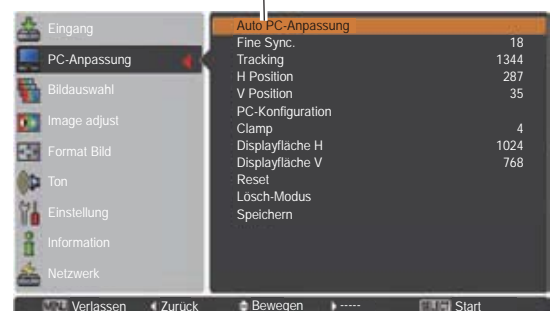 Eingang
PC-Anpassung
Bildauswahl
Image adjust
Format Bild
Ton
Einstellung
Information
Netzwerk
Auto PC-Anpassung
Fine Sync. 18
Tracking 1344
H Position 287
V Position 35
PC-Konfiguration
Clamp 4
Displayfläche H 1024
Displayfläche V 768
Reset
Lösch-Modus
Speichern
MENU Verlassen Zurück Bewegen ----- SELECT Start